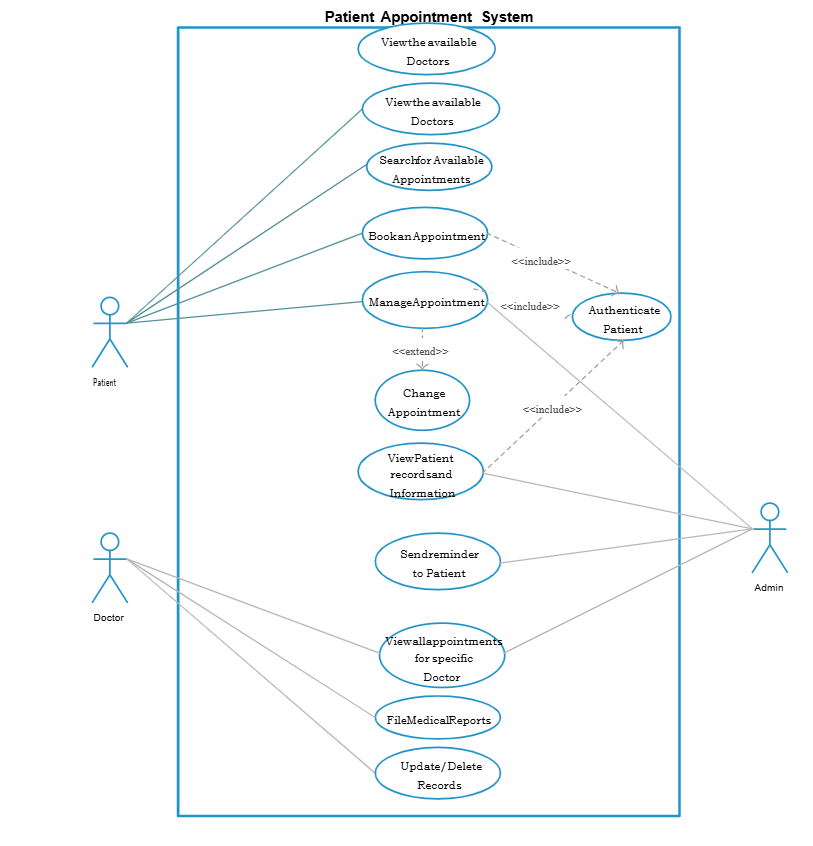 Patient Appointment System
Viewthe available
Doctors
Viewthe available
Doctors
Searchfor Available
Appointments
BookanAppointment
<<include>>
ManageAppointment
<<include>>
Authenticate
Patient
<<extend>>
Patient
Change
Appointment
<<include>>
ViewPatient
recordsand
Information
Sendreminder
to Patient
Admin
Doctor
Viewallappointments
for specific
Doctor
FileMedicalReports
Update/Delete
Records